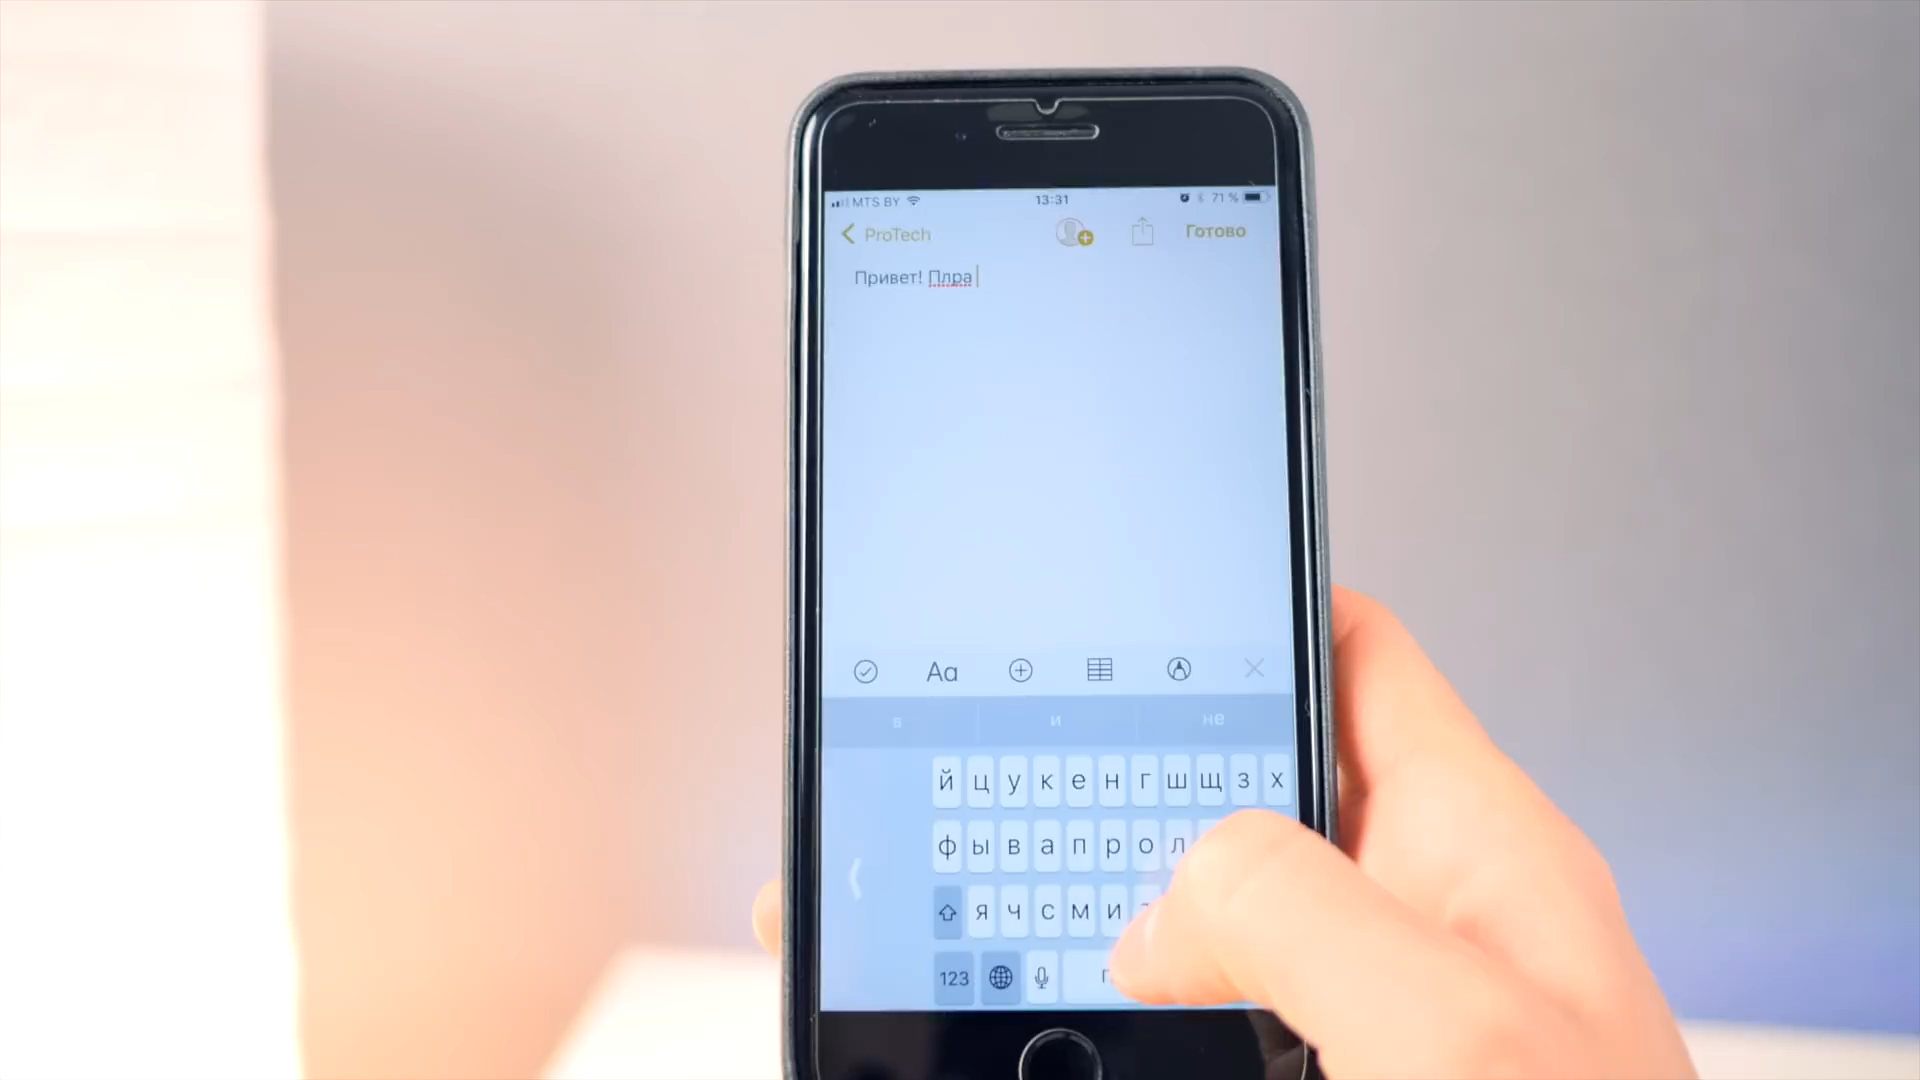 MTS BY 13:31 71 %
ProTech Готово
Привет! Плра
Aa
в и не
й ц у к е н г ш щ з х
ф ы в а п р о л
я ч с м и
123